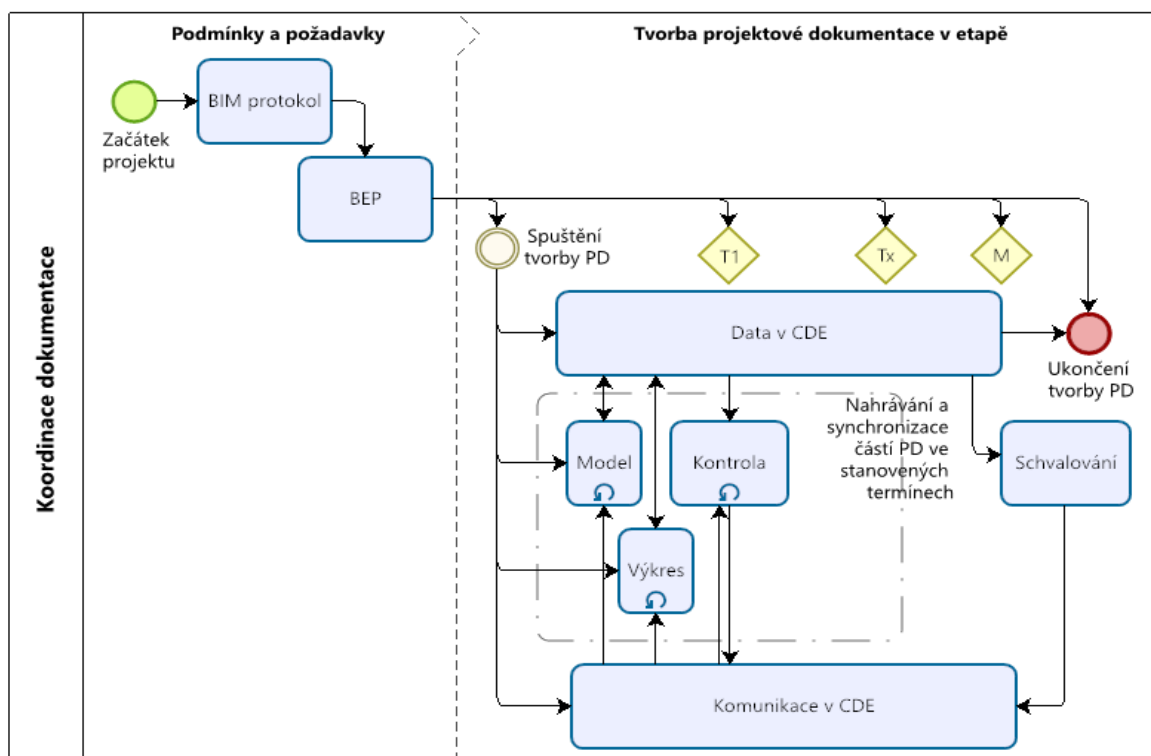 Koordinace dokumentace
Podmínky a požadavky
Tvorba projektové dokumentace v etapě
Začátek
projektu
BIM protokol
BEP
Spuštění
tvorby PD
T1
Tx
M
Data v CDE
Ukončení
tvorby PD
Model
Kontrola
Nahrávání a
synchronizace
částí PD ve
stanovených
termínech
Schvalování
Výkres
Komunikace v CDE